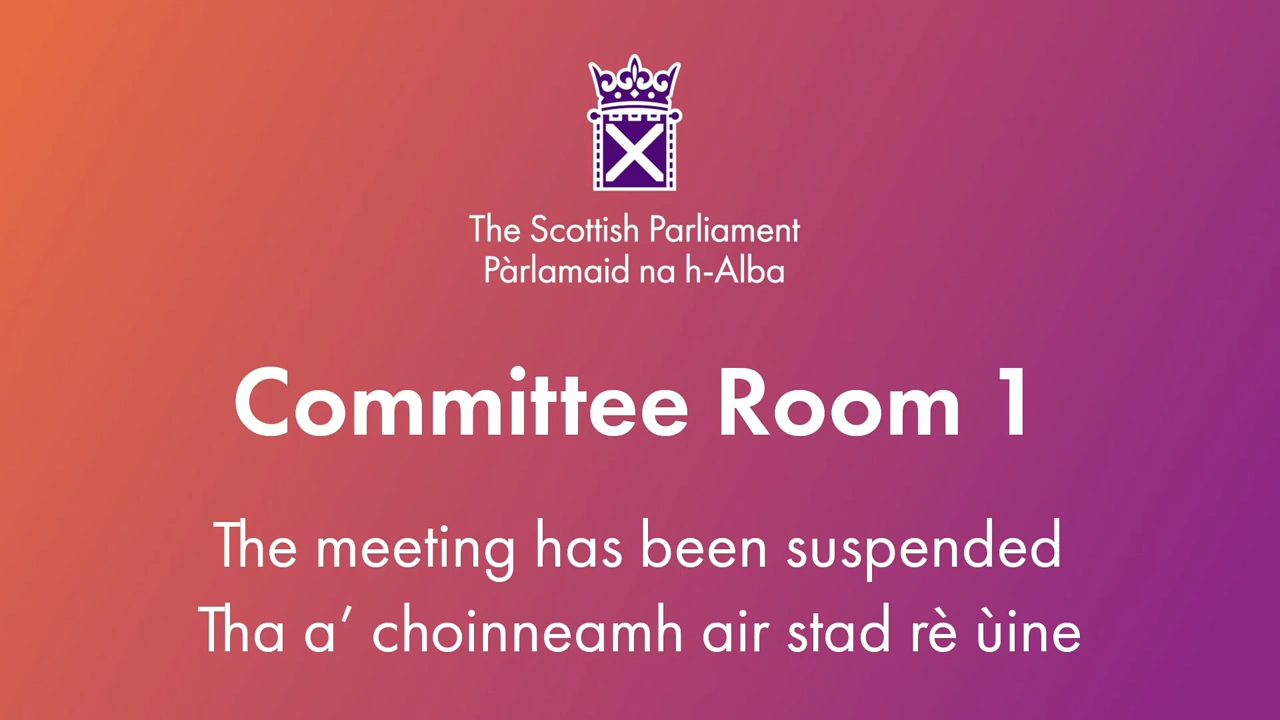 The Scottish Parliament
Pàrlamaid na h-Alba
Committee Room 1
The meeting has been suspended
Tha a’ choinneamh air stad rè ùine